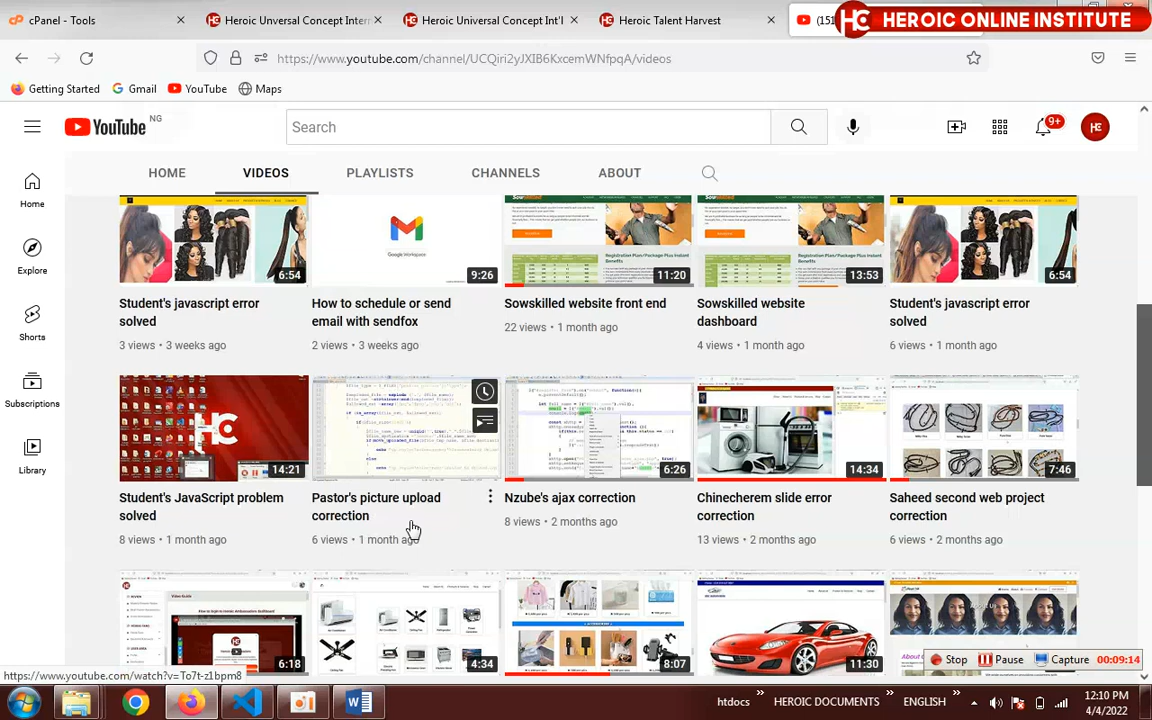 cPanel - Tools
Heroic Unversal Concept Intern
Heroic Universal Concept Int'l
Heroic Talent Harvest
(151
HC HEROIC ONLINE INSTITUTE
https://www.youtube.com/channel/UCQiri2yJXIB6KxcemWNfpqA/videos
Getting Started
Gmail
YouTube
Maps
YouTube NG
Search
9+
HC
HOME
VIDEOS
PLAYLISTS
CHANNELS
ABOUT
Home
Explore
Shorts
Subscriptions
Library
6:54
Google Workspace
9:26
11:20
13:53
6:54
Student's javascript error
solved
3 views • 3 weeks ago
How to schedule or send
email with sendfox
2 views • 3 weeks ago
Sowskilled website front end
22 views • 1 month ago
Sowskilled website
dashboard
4 views • 1 month ago
Student's javascript error
solved
6 views • 1 month ago
14:21
6:26
14:34
7:46
Student's JavaScript problem
solved
8 views • 1 month ago
Pastor's picture upload
correction
6 views • 1 month ago
Nzube's ajax correction
8 views • 2 months ago
Chinecherem slide error
correction
13 views • 2 months ago
Saheed second web project
correction
6 views • 2 months ago
6:18
4:34
8:07
11:30
Stop
Pause
Capture
00:09:14
https://www.youtube.com/watch?v=To7t-z1bpm8
htdocs
HEROIC DOCUMENTS
ENGLISH
12:10 PM
4/4/2022